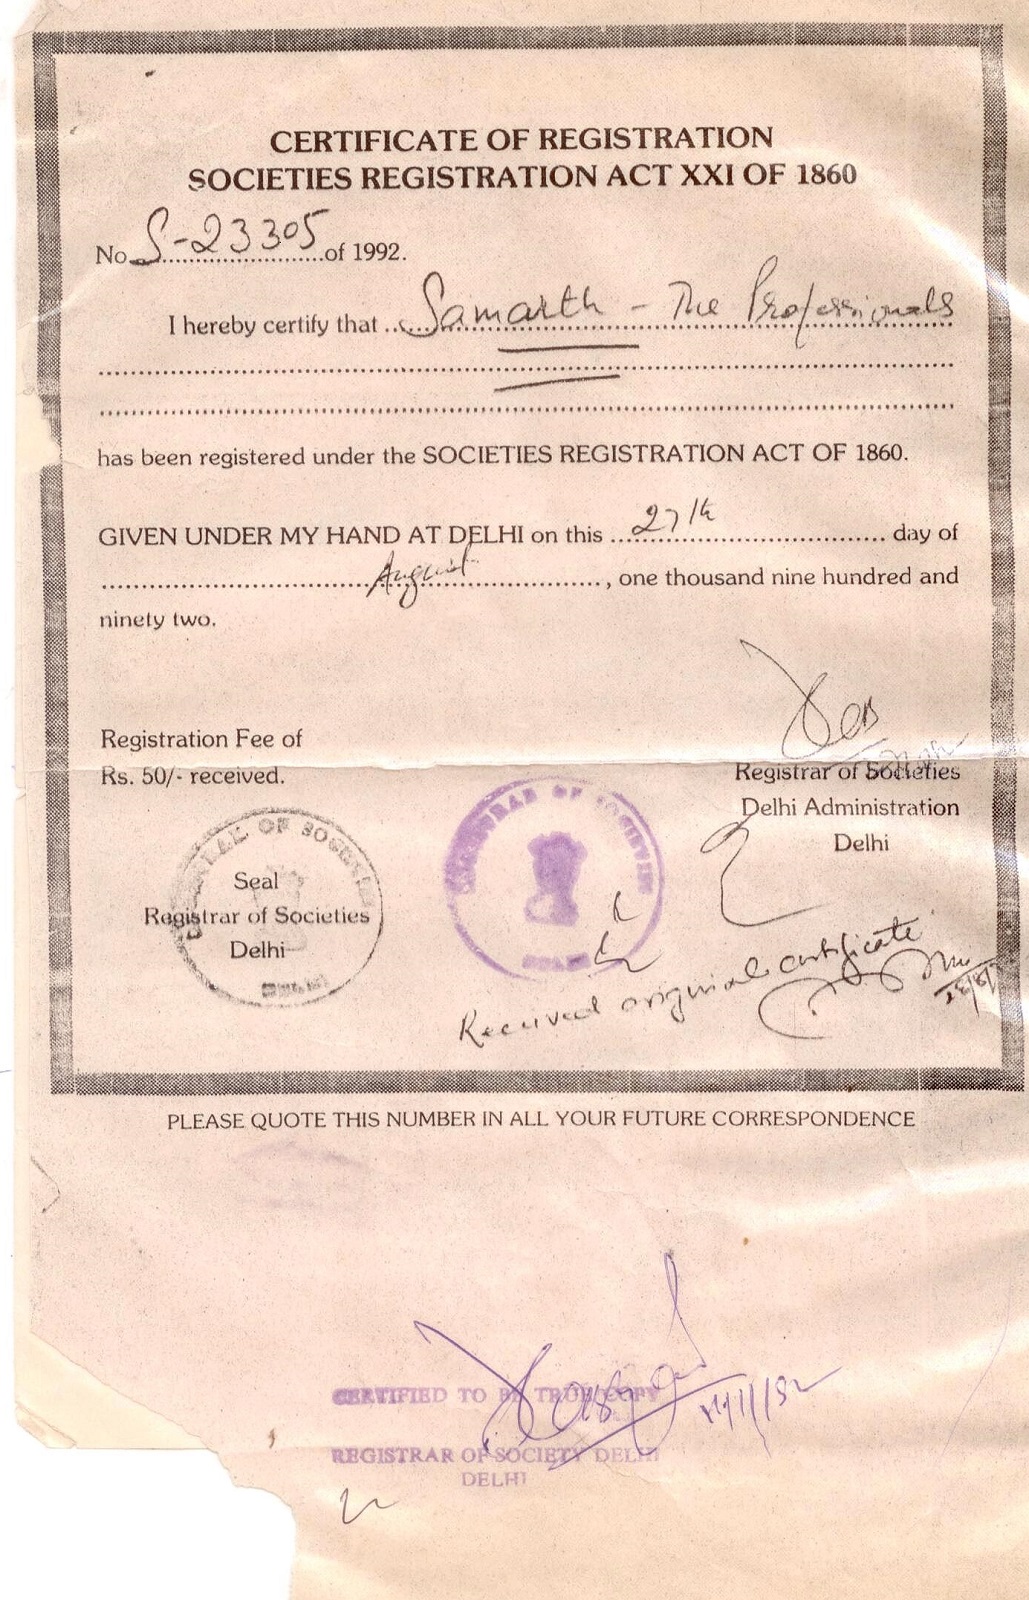 CERTIFICATE OF REGISTRATION
SOCIETIES REGISTRATION ACT XXI OF 1860
No S-23305 of 1992.
I hereby certify that Samarth - The Professionals
has been registered under the SOCIETIES REGISTRATION ACT OF 1860.
GIVEN UNDER MY HAND AT DELHI on this 27th day of
August, one thousand nine hundred and
ninety two.
Registration Fee of
Rs. 50/- received.
Registrar of Societies
Delhi Administration
Delhi
Seal
Registrar of Societies
Delhi
REGISTRAR OF SOCIETIES
DELHI
Received original certificate
PLEASE QUOTE THIS NUMBER IN ALL YOUR FUTURE CORRESPONDENCE
CERTIFIED TO BE TRUE COPY
REGISTRAR OF SOCIETY DELHI
DELHI